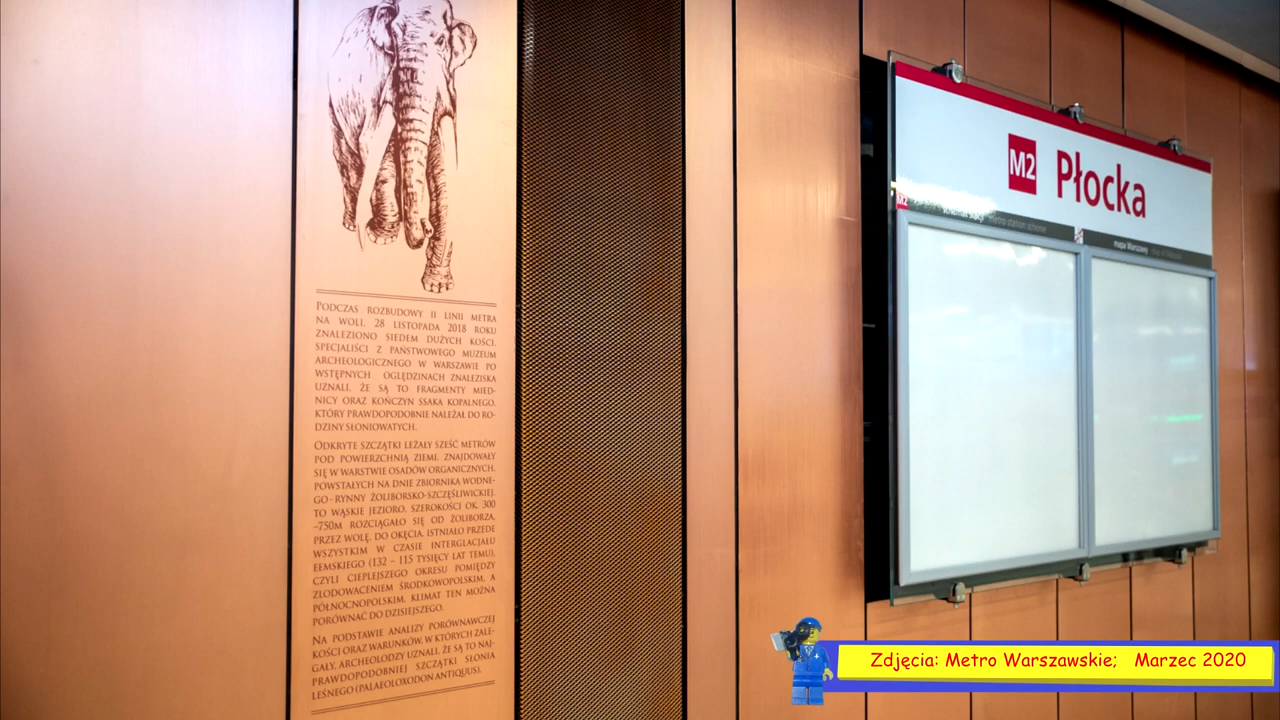 PODCZAS ROZBUDOWY II LINII METRA
NA WOLI, 28 LISTOPADA 2018 ROKU
ZNALEZIONO SIEDEM DUŻYCH KOŚCI.
SPECJALIŚCI Z PAŃSTWOWEGO MUZEUM
ARCHEOLOGICZNEGO W WARSZAWIE PO
WSTĘPNYCH OGLĘDZINACH ZNALEZISKA
UZNALI, ŻE SĄ TO FRAGMENTY MIED-
NICY ORAZ KOŃCZYN SSAKA KOPALNEGO,
KTÓRY PRAWDOPODOBNIE NALEŻAŁ DO RO-
DZINY SŁONIOWATYCH.
ODKRYTE SZCZĄTKI LEŻAŁY SZEŚĆ METRÓW
POD POWIERZCHNIĄ ZIEMI. ZNAJDOWAŁY
SIĘ W WARSTWIE OSADÓW ORGANICZNYCH,
POWSTAŁYCH NA DNIE ZBIORNIKA WODNE-
GO - RYNNY ŻOLIBORSKO-SZCZĘŚLIWICKIEJ.
TO WĄSKIE JEZIORO, SZEROKOŚCI OK. 300
–750M ROZCIĄGAŁO SIĘ OD ŻOLIBORZA,
PRZEZ WOLĘ, DO OKĘCIA. ISTNIAŁO PRZEDE
WSZYSTKIM W CZASIE INTERGLACJAŁU
EEMSKIEGO (132 – 115 TYSIĘCY LAT TEMU),
CZYLI CIEPLEJSZEGO OKRESU POMIĘDZY
ZLODOWACENIEM ŚRODKOWOPOLSKIM, A
PÓŁNOCNOPOLSKIM. KLIMAT TEN MOŻNA
PORÓWNAĆ DO DZISIEJSZEGO.
NA PODSTAWIE ANALIZY PORÓWNAWCZEJ
KOŚCI ORAZ WARUNKÓW, W KTÓRYCH ZALE-
GAŁY, ARCHEOLODZY UZNALI, ŻE SĄ TO NAJ-
PRAWDOPODOBNIEJ SZCZĄTKI SŁONIA
LEŚNEGO (PALAEOLOXODON ANTIQUUS).
M2 Płocka
M2 schemat stacji metro station scheme
mapa Warszawy
Zdjęcia: Metro Warszawskie; Marzec 2020